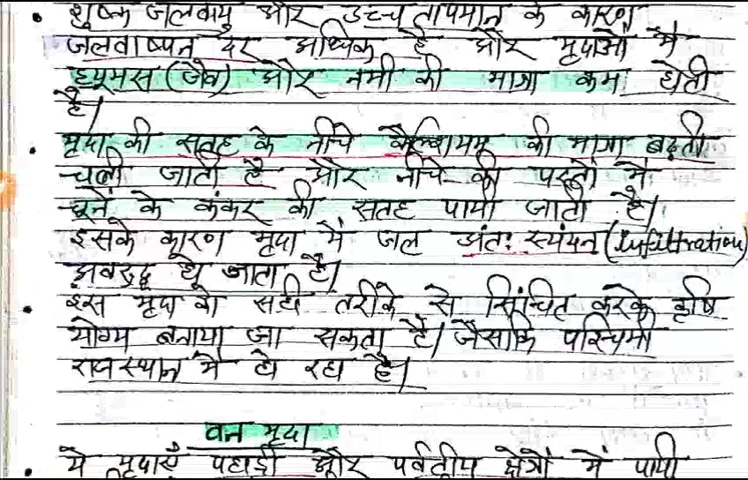 • शुष्क जलवायु और उच्च तापमान के कारण
जलवाष्पन दर अधिक है और मृदाओं में
ह्यूमस (जैव) और नमी की मात्रा कम होती
है।
• मृदा की सतह के नीचे कैल्शियम की मात्रा बढ़ती
चली जाती है और नीचे की परतों में
चूने के कंकर की सतह पायी जाती है।
इसके कारण मृदा में जल अंतः स्यंदन (Infiltration)
अवरुद्ध हो जाता है।
• इस मृदा को सही तरीके से सिंचित करके कृषि
योग्य बनाया जा सकता है। जैसाकि पश्चिमी
राजस्थान में हो रहा है।
वन मृदा
• ये मृदाएँ पहाड़ी और पर्वतीय क्षेत्रों में पायी